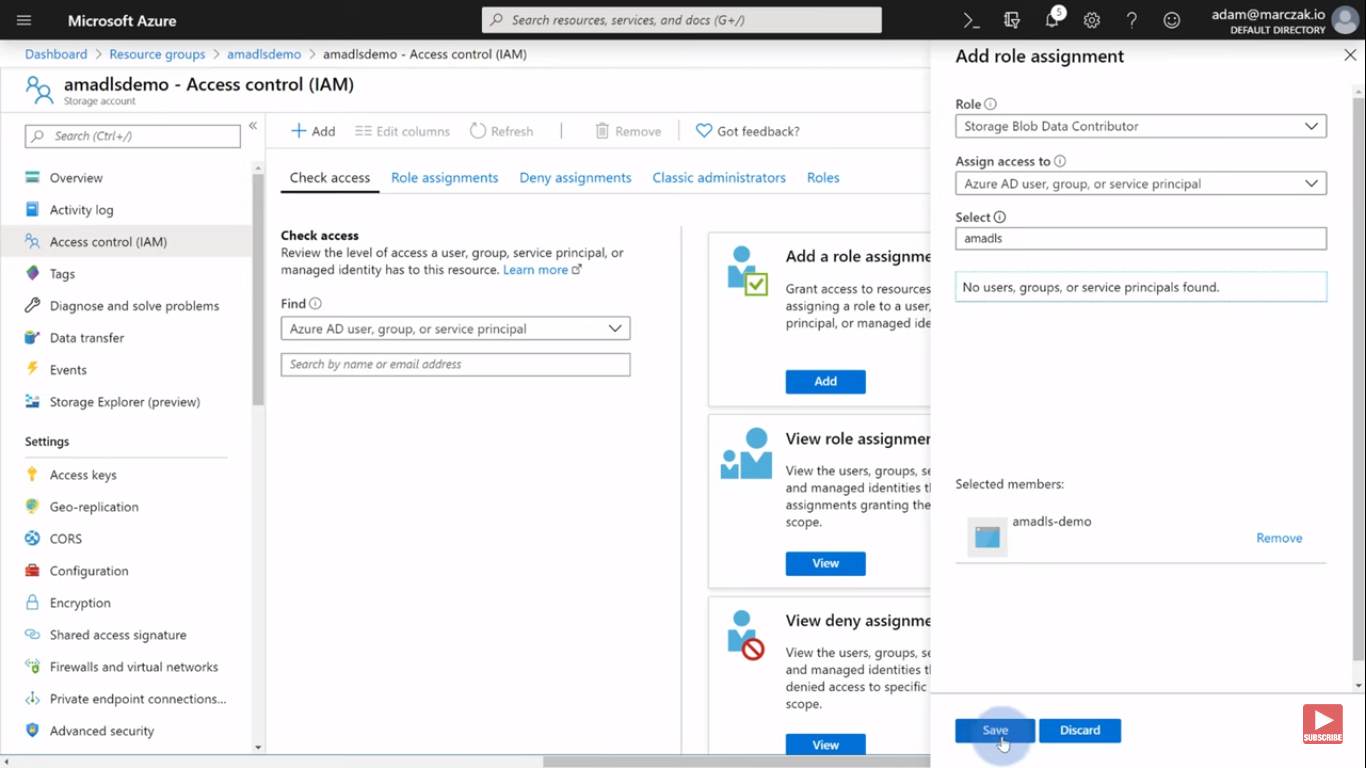 Microsoft Azure
Search resources, services, and docs (G+/)
5
adam@marczak.io
DEFAULT DIRECTORY
Dashboard > Resource groups > amadlsdemo > amadlsdemo - Access control (IAM)
amadlsdemo - Access control (IAM)
Storage account
Search (Ctrl+/)
«
Overview
Activity log
Access control (IAM)
Tags
Diagnose and solve problems
Data transfer
Events
Storage Explorer (preview)
Settings
Access keys
Geo-replication
CORS
Configuration
Encryption
Shared access signature
Firewalls and virtual networks
Private endpoint connections...
Advanced security
Add Edit columns Refresh Remove Got feedback?
Check access Role assignments Deny assignments Classic administrators Roles
Check access
Review the level of access a user, group, service principal, or
managed identity has to this resource. Learn more
Find
Azure AD user, group, or service principal
Search by name or email address
Add a role assignme
Grant access to resources
assigning a role to a user,
principal, or managed ide
Add
View role assignmer
View the users, groups, se
and managed identities th
assignments granting the
scope.
View
View deny assignme
View the users, groups, se
and managed identities th
denied access to specific
scope.
View
Add role assignment
Role
Storage Blob Data Contributor
Assign access to
Azure AD user, group, or service principal
Select
amadls
No users, groups, or service principals found.
Selected members:
amadls-demo
Remove
Save Discard
SUBSCRIBE